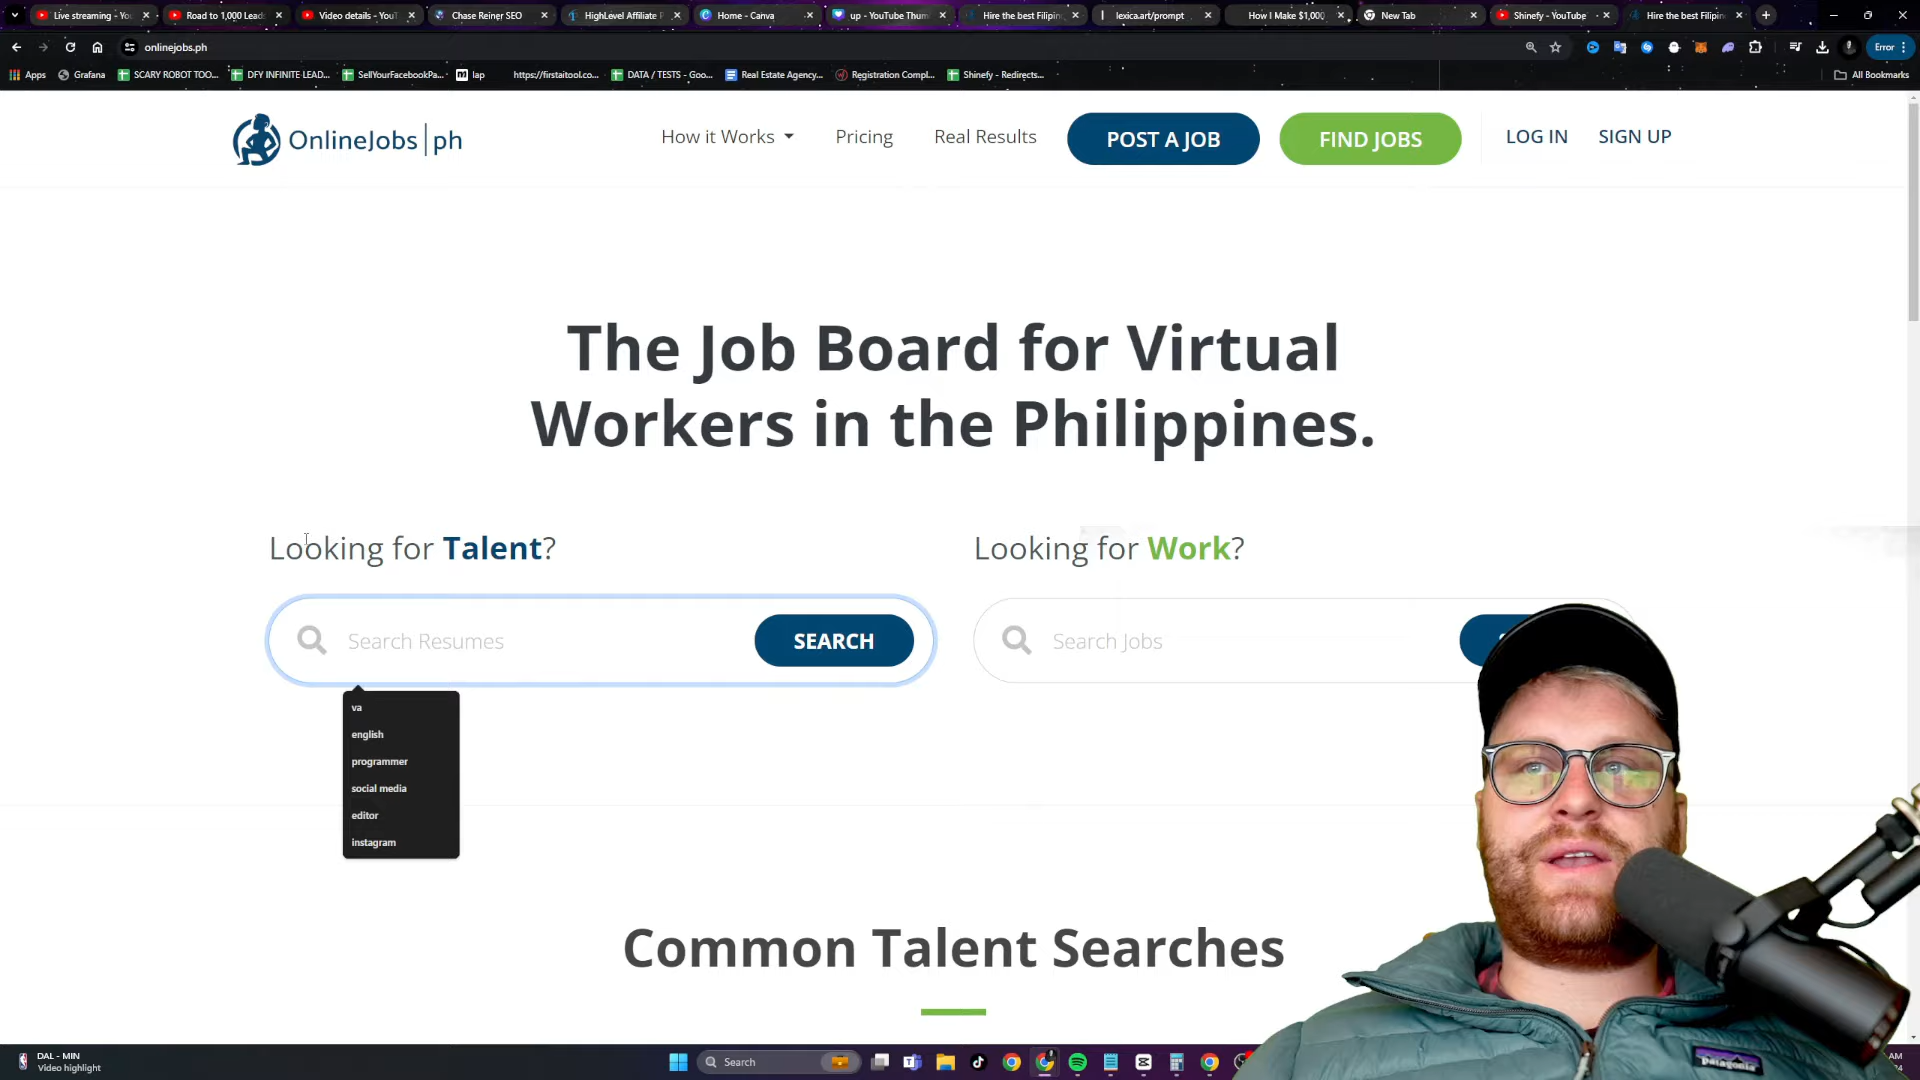 Live streaming - You
Road to 1,000 Leads
Video details - YouT
Chase Reiner SEO
HighLevel Affiliate P
Home - Canva
up - YouTube Thum
Hire the best Filipin
lexica.art/prompt
How I Make $1,000
New Tab
Shinefy - YouTube
Hire the best Filipin
onlinejobs.ph
Error
Apps
Grafana
SCARY ROBOT TOO...
DFY INFINITE LEAD...
SellYourFacebookPa...
lap
https://firstaitool.co...
DATA / TESTS - Goo...
Real Estate Agency...
Registration Compl...
Shinefy - Redirects...
All Bookmarks
OnlineJobs|ph
How it Works
Pricing
Real Results
POST A JOB
FIND JOBS
LOG IN
SIGN UP
The Job Board for Virtual
Workers in the Philippines.
Looking for Talent?
Looking for Work?
Search Resumes
SEARCH
Search Jobs
va
english
programmer
social media
editor
instagram
Common Talent Searches
DAL - MIN
Video highlight
Search
AM
patagonia